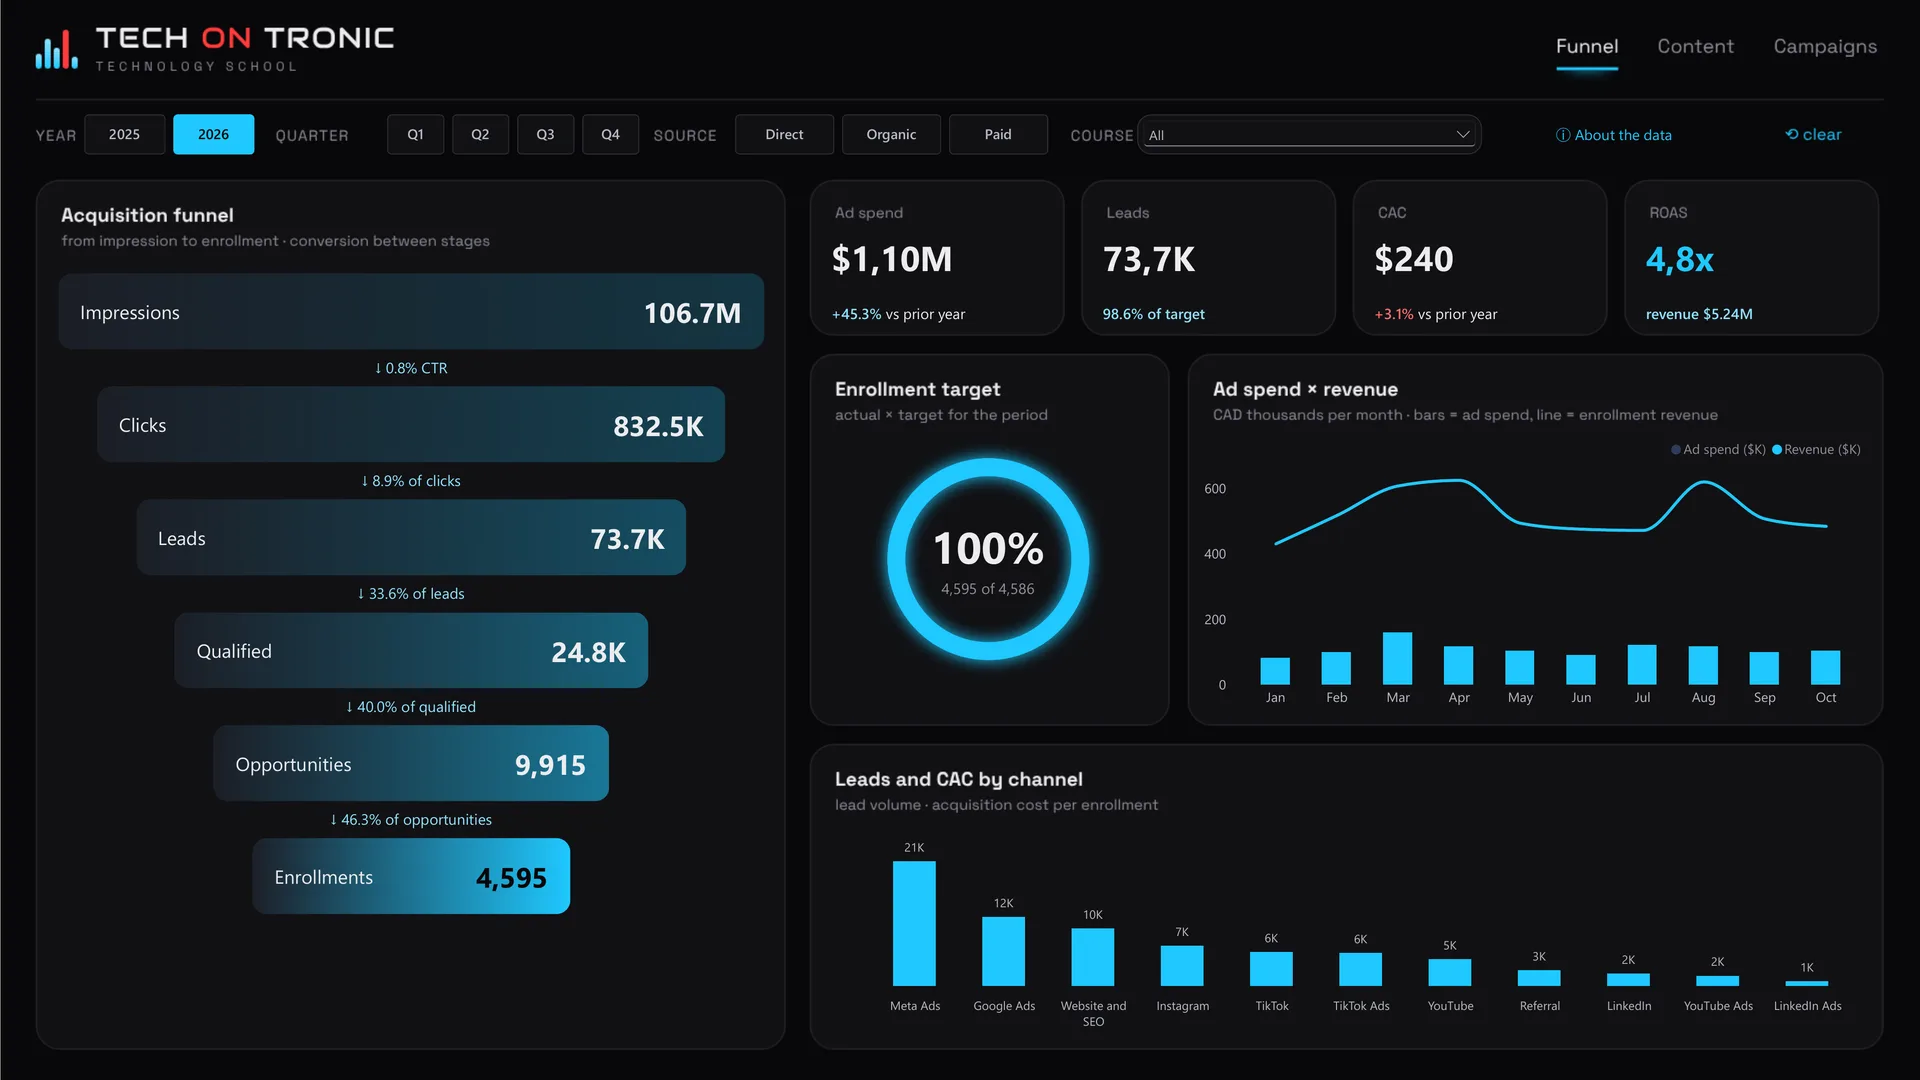 TECH ON TRONIC
TECHNOLOGY SCHOOL
Funnel
Content
Campaigns
YEAR
2025
2026
QUARTER
Q1
Q2
Q3
Q4
SOURCE
Direct
Organic
Paid
COURSE
All
ⓘ About the data
⟲ clear
Acquisition funnel
from impression to enrollment · conversion between stages
Impressions
106.7M
↓ 0.8% CTR
Clicks
832.5K
↓ 8.9% of clicks
Leads
73.7K
↓ 33.6% of leads
Qualified
24.8K
↓ 40.0% of qualified
Opportunities
9,915
↓ 46.3% of opportunities
Enrollments
4,595
Ad spend
$1,10M
+45.3% vs prior year
Leads
73,7K
98.6% of target
CAC
$240
+3.1% vs prior year
ROAS
4,8x
revenue $5.24M
Enrollment target
actual × target for the period
100%
4,595 of 4,586
Ad spend × revenue
CAD thousands per month · bars = ad spend, line = enrollment revenue
Ad spend ($K)
Revenue ($K)
600
400
200
0
Jan
Feb
Mar
Apr
May
Jun
Jul
Aug
Sep
Oct
Leads and CAC by channel
lead volume · acquisition cost per enrollment
21K
12K
10K
7K
6K
6K
5K
3K
2K
2K
1K
Meta Ads
Google Ads
Website and
SEO
Instagram
TikTok
TikTok Ads
YouTube
Referral
LinkedIn
YouTube Ads
LinkedIn Ads